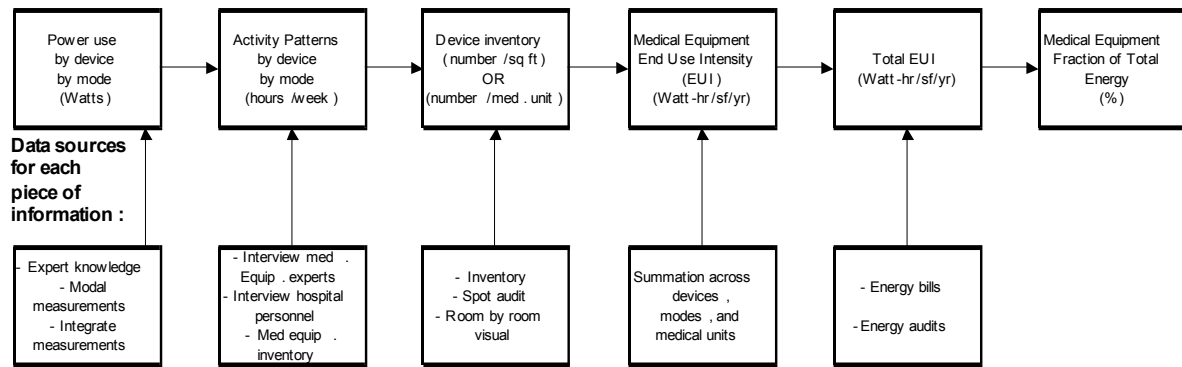 Power use
by device
by mode
(Watts)
Activity Patterns
by device
by mode
(hours /week )
Device inventory
( number /sq ft )
OR
(number /med . unit )
Medical Equipment
End Use Intensity
(EUI )
(Watt -hr /sf/yr )
Total EUI
(Watt -hr /sf/yr )
Medical Equipment
Fraction of Total
Energy
(%)
Data sources
for each
piece of
information :
- Expert knowledge
- Modal
measurements
- Integrate
measurements
- Interview med .
Equip . experts
- Interview hospital
personnel
- Med equip .
inventory
- Inventory
- Spot audit
- Room by room
visual
Summation across
devices ,
modes , and
medical units
- Energy bills
- Energy audits